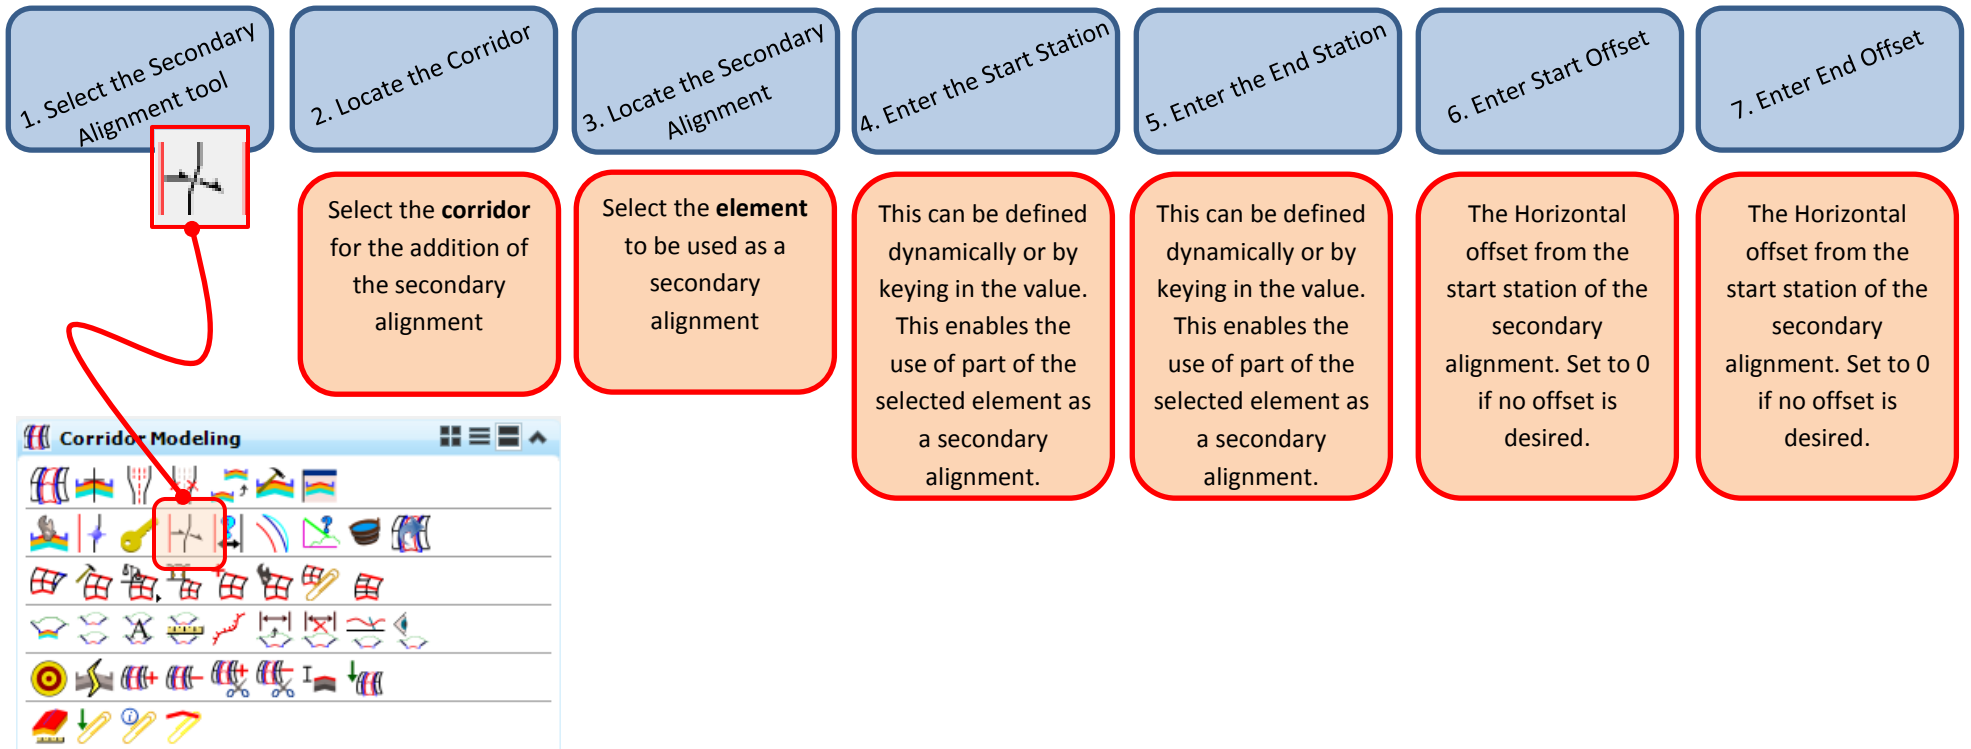 1. Select the Secondary
Alignment tool
2. Locate the Corridor
3. Locate the Secondary
Alignment
4. Enter the Start Station
5. Enter the End Station
6. Enter Start Offset
7. Enter End Offset
Select the corridor
for the addition of
the secondary
alignment
Select the element
to be used as a
secondary
alignment
This can be defined
dynamically or by
keying in the value.
This enables the
use of part of the
selected element as
a secondary
alignment.
This can be defined
dynamically or by
keying in the value.
This enables the
use of part of the
selected element as
a secondary
alignment.
The Horizontal
offset from the
start station of the
secondary
alignment. Set to 0
if no offset is
desired.
The Horizontal
offset from the
start station of the
secondary
alignment. Set to 0
if no offset is
desired.
Corridor Modeling